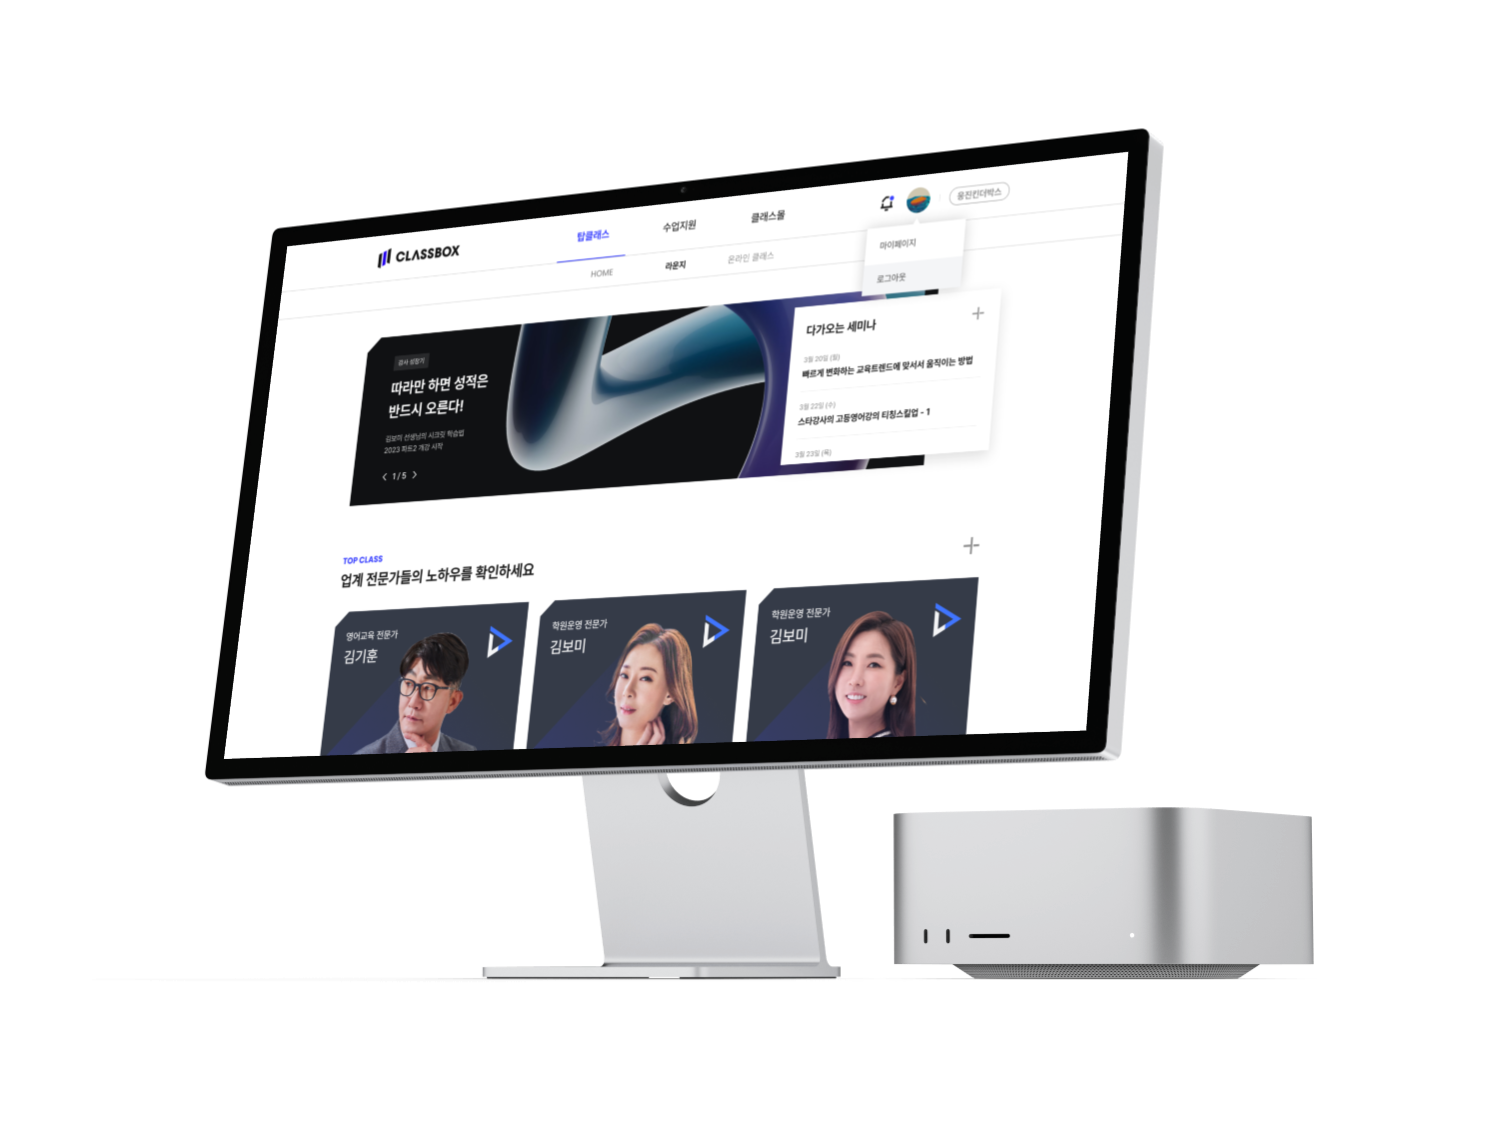 CLASSBOX
탑클래스
수업지원
클래스몰
웅진킨더박스
HOME
라운지
온라인 클래스
마이페이지
로그아웃
강사 성장기
따라만 하면 성적은
반드시 오른다!
김보미 선생님의 시크릿 학습법
2023 파트2 개강 시작
1 / 5
다가오는 세미나
3월 20일 (월)
빠르게 변화하는 교육트렌드에 맞서서 움직이는 방법
3월 22일 (수)
스타강사의 고등영어강의 티칭스킬업 - 1
3월 23일 (목)
TOP CLASS
업계 전문가들의 노하우를 확인하세요
영어교육 전문가
김기훈
학원운영 전문가
김보미
학원운영 전문가
김보미